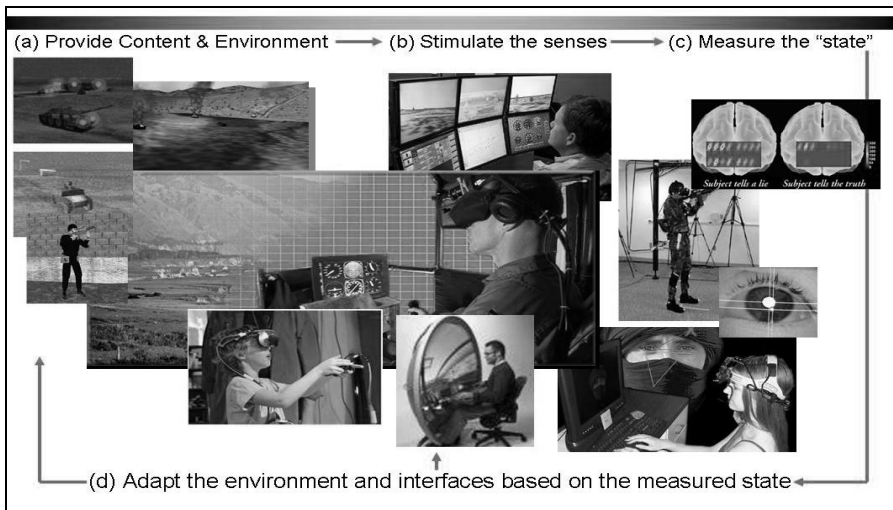 (a) Provide Content & Environment
(b) Stimulate the senses
(c) Measure the “state”
Subject tells a lie
Subject tells the truth
(d) Adapt the environment and interfaces based on the measured state